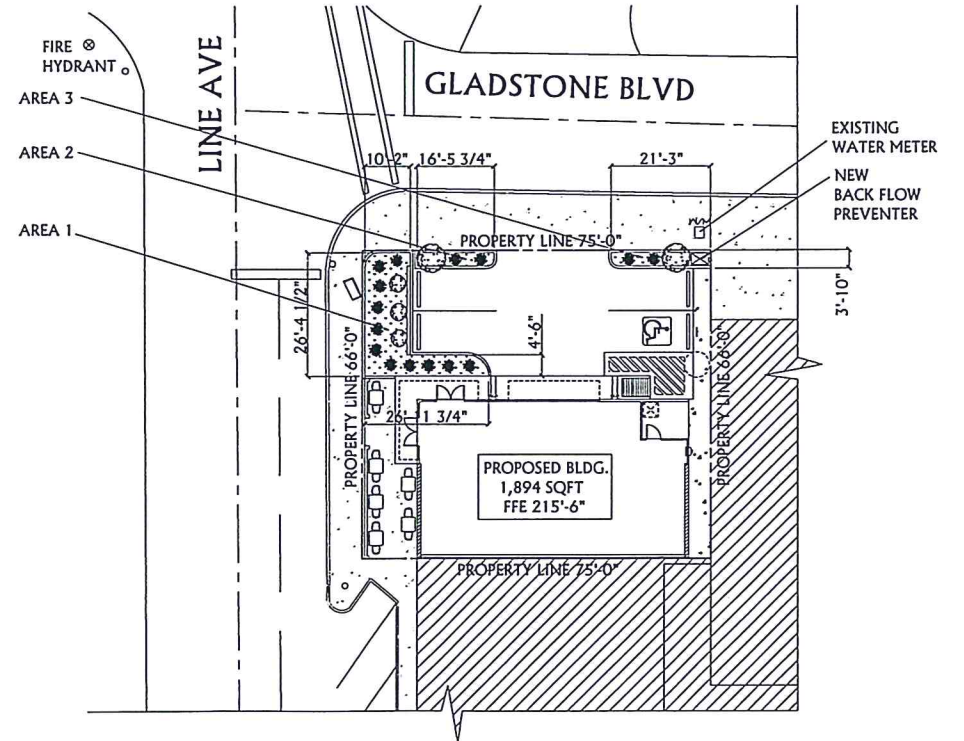 FIRE
HYDRANT
LINE AVE
GLADSTONE BLVD
AREA 3
AREA 2
AREA 1
EXISTING
WATER METER
NEW
BACK FLOW
PREVENTER
10'-2"
16'-5 3/4"
21'-3"
PROPERTY LINE 75'-0"
3'-10"
26'-4 1/2"
4'-6"
PROPERTY LINE 66'-0"
PROPERTY LINE 66'-0"
26'-11 3/4"
PROPOSED BLDG.
1,894 SQFT
FFE 215'-6"
PROPERTY LINE 75'-0"